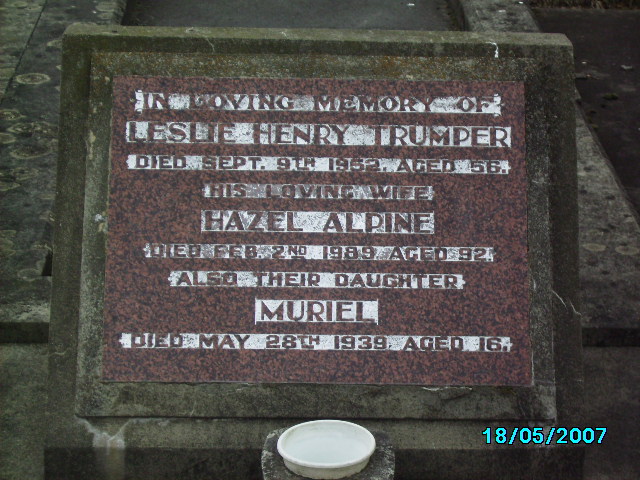 IN LOVING MEMORY OF
LESLIE HENRY TRUMPER
DIED SEPT. 9TH 1952. AGED 56.
HIS LOVING WIFE
HAZEL ALPINE
DIED FEB. 2ND 1989. AGED 92.
ALSO THEIR DAUGHTER
MURIEL
DIED MAY 28TH 1939. AGED 16.
18/05/2007